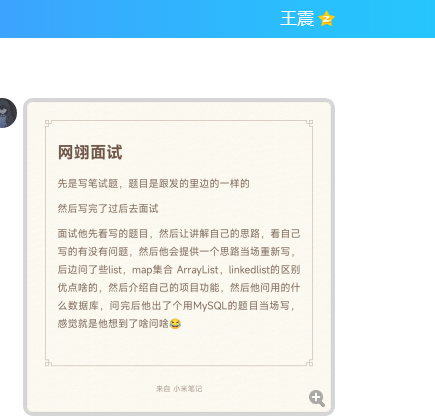 王震
网翊面试
先是写笔试题，题目是跟发的里边的一样的
然后写完了过后去面试
面试他先看写的题目，然后让讲解自己的思路，看自己
写的有没有问题，然后他会提供一个思路当场重新写，
后边问了些list，map集合 ArrayList，linkedlist的区别
优点啥的，然后介绍自己的项目功能，然后他问用的什
么数据库，问完后他出了个用MySQL的题目当场写，
感觉就是他想到了啥问啥😂
来自 小米笔记